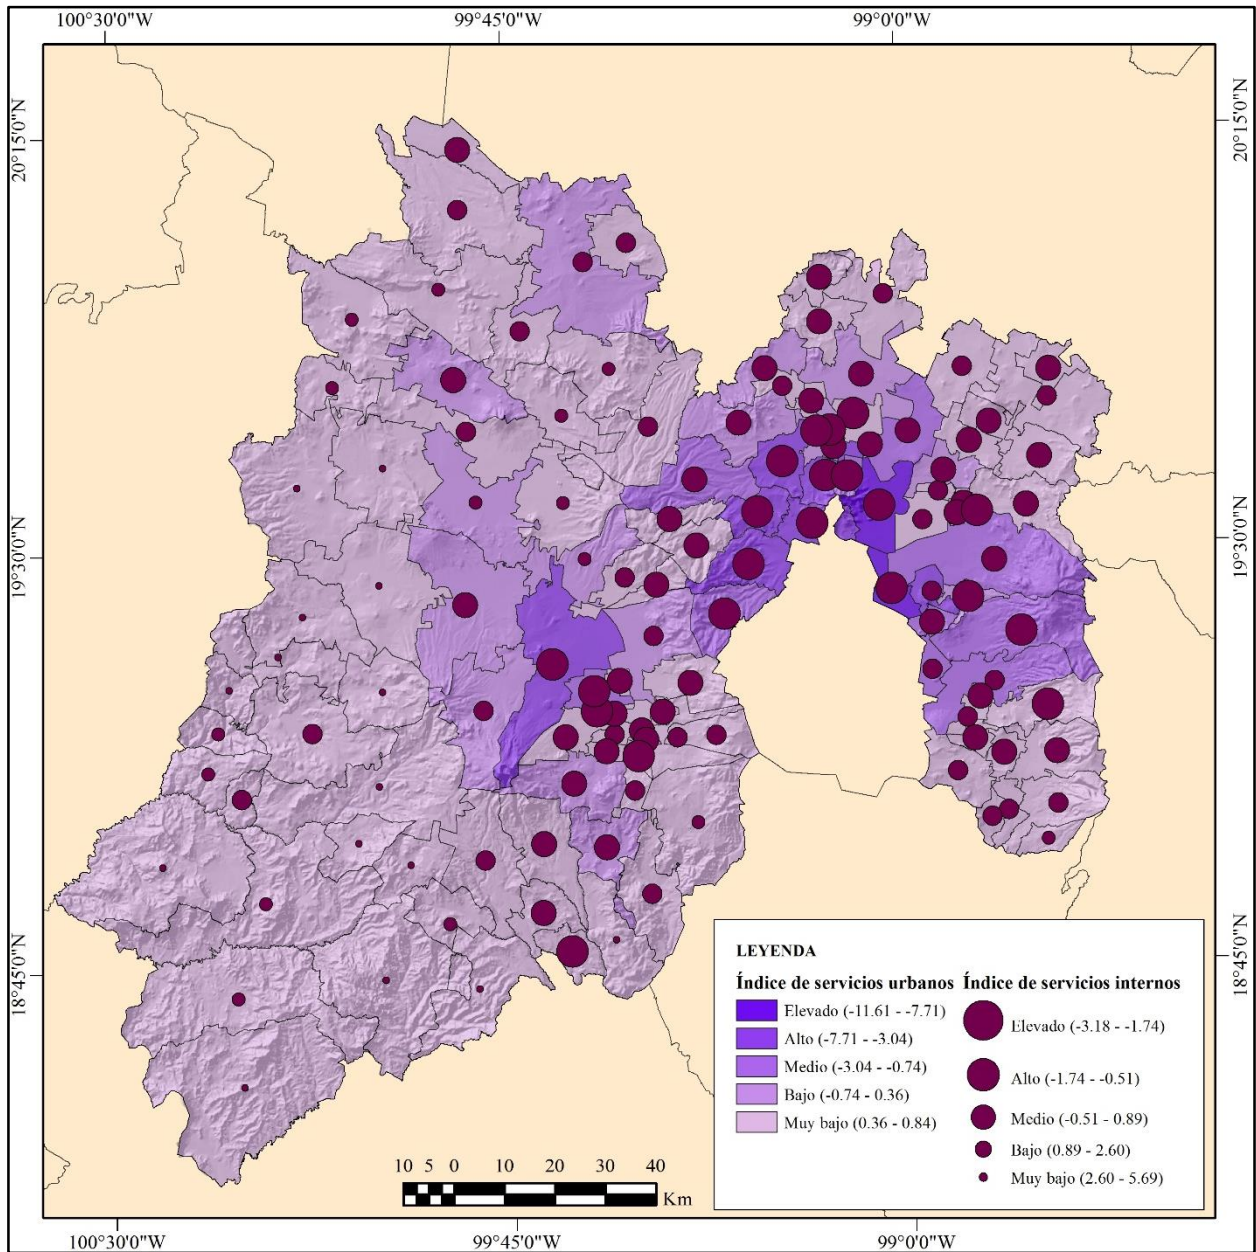 100°30'0"W 99°45'0"W 99°0'0"W
20°15'0"N 20°15'0"N
19°30'0"N 19°30'0"N
18°45'0"N 18°45'0"N
LEYENDA
Índice de servicios urbanos
Elevado (-11.61 - -7.71)
Alto (-7.71 - -3.04)
Medio (-3.04 - -0.74)
Bajo (-0.74 - 0.36)
Muy bajo (0.36 - 0.84)
Índice de servicios internos
Elevado (-3.18 - -1.74)
Alto (-1.74 - -0.51)
Medio (-0.51 - 0.89)
Bajo (0.89 - 2.60)
Muy bajo (2.60 - 5.69)
10 5 0 10 20 30 40
Km
100°30'0"W 99°45'0"W 99°0'0"W